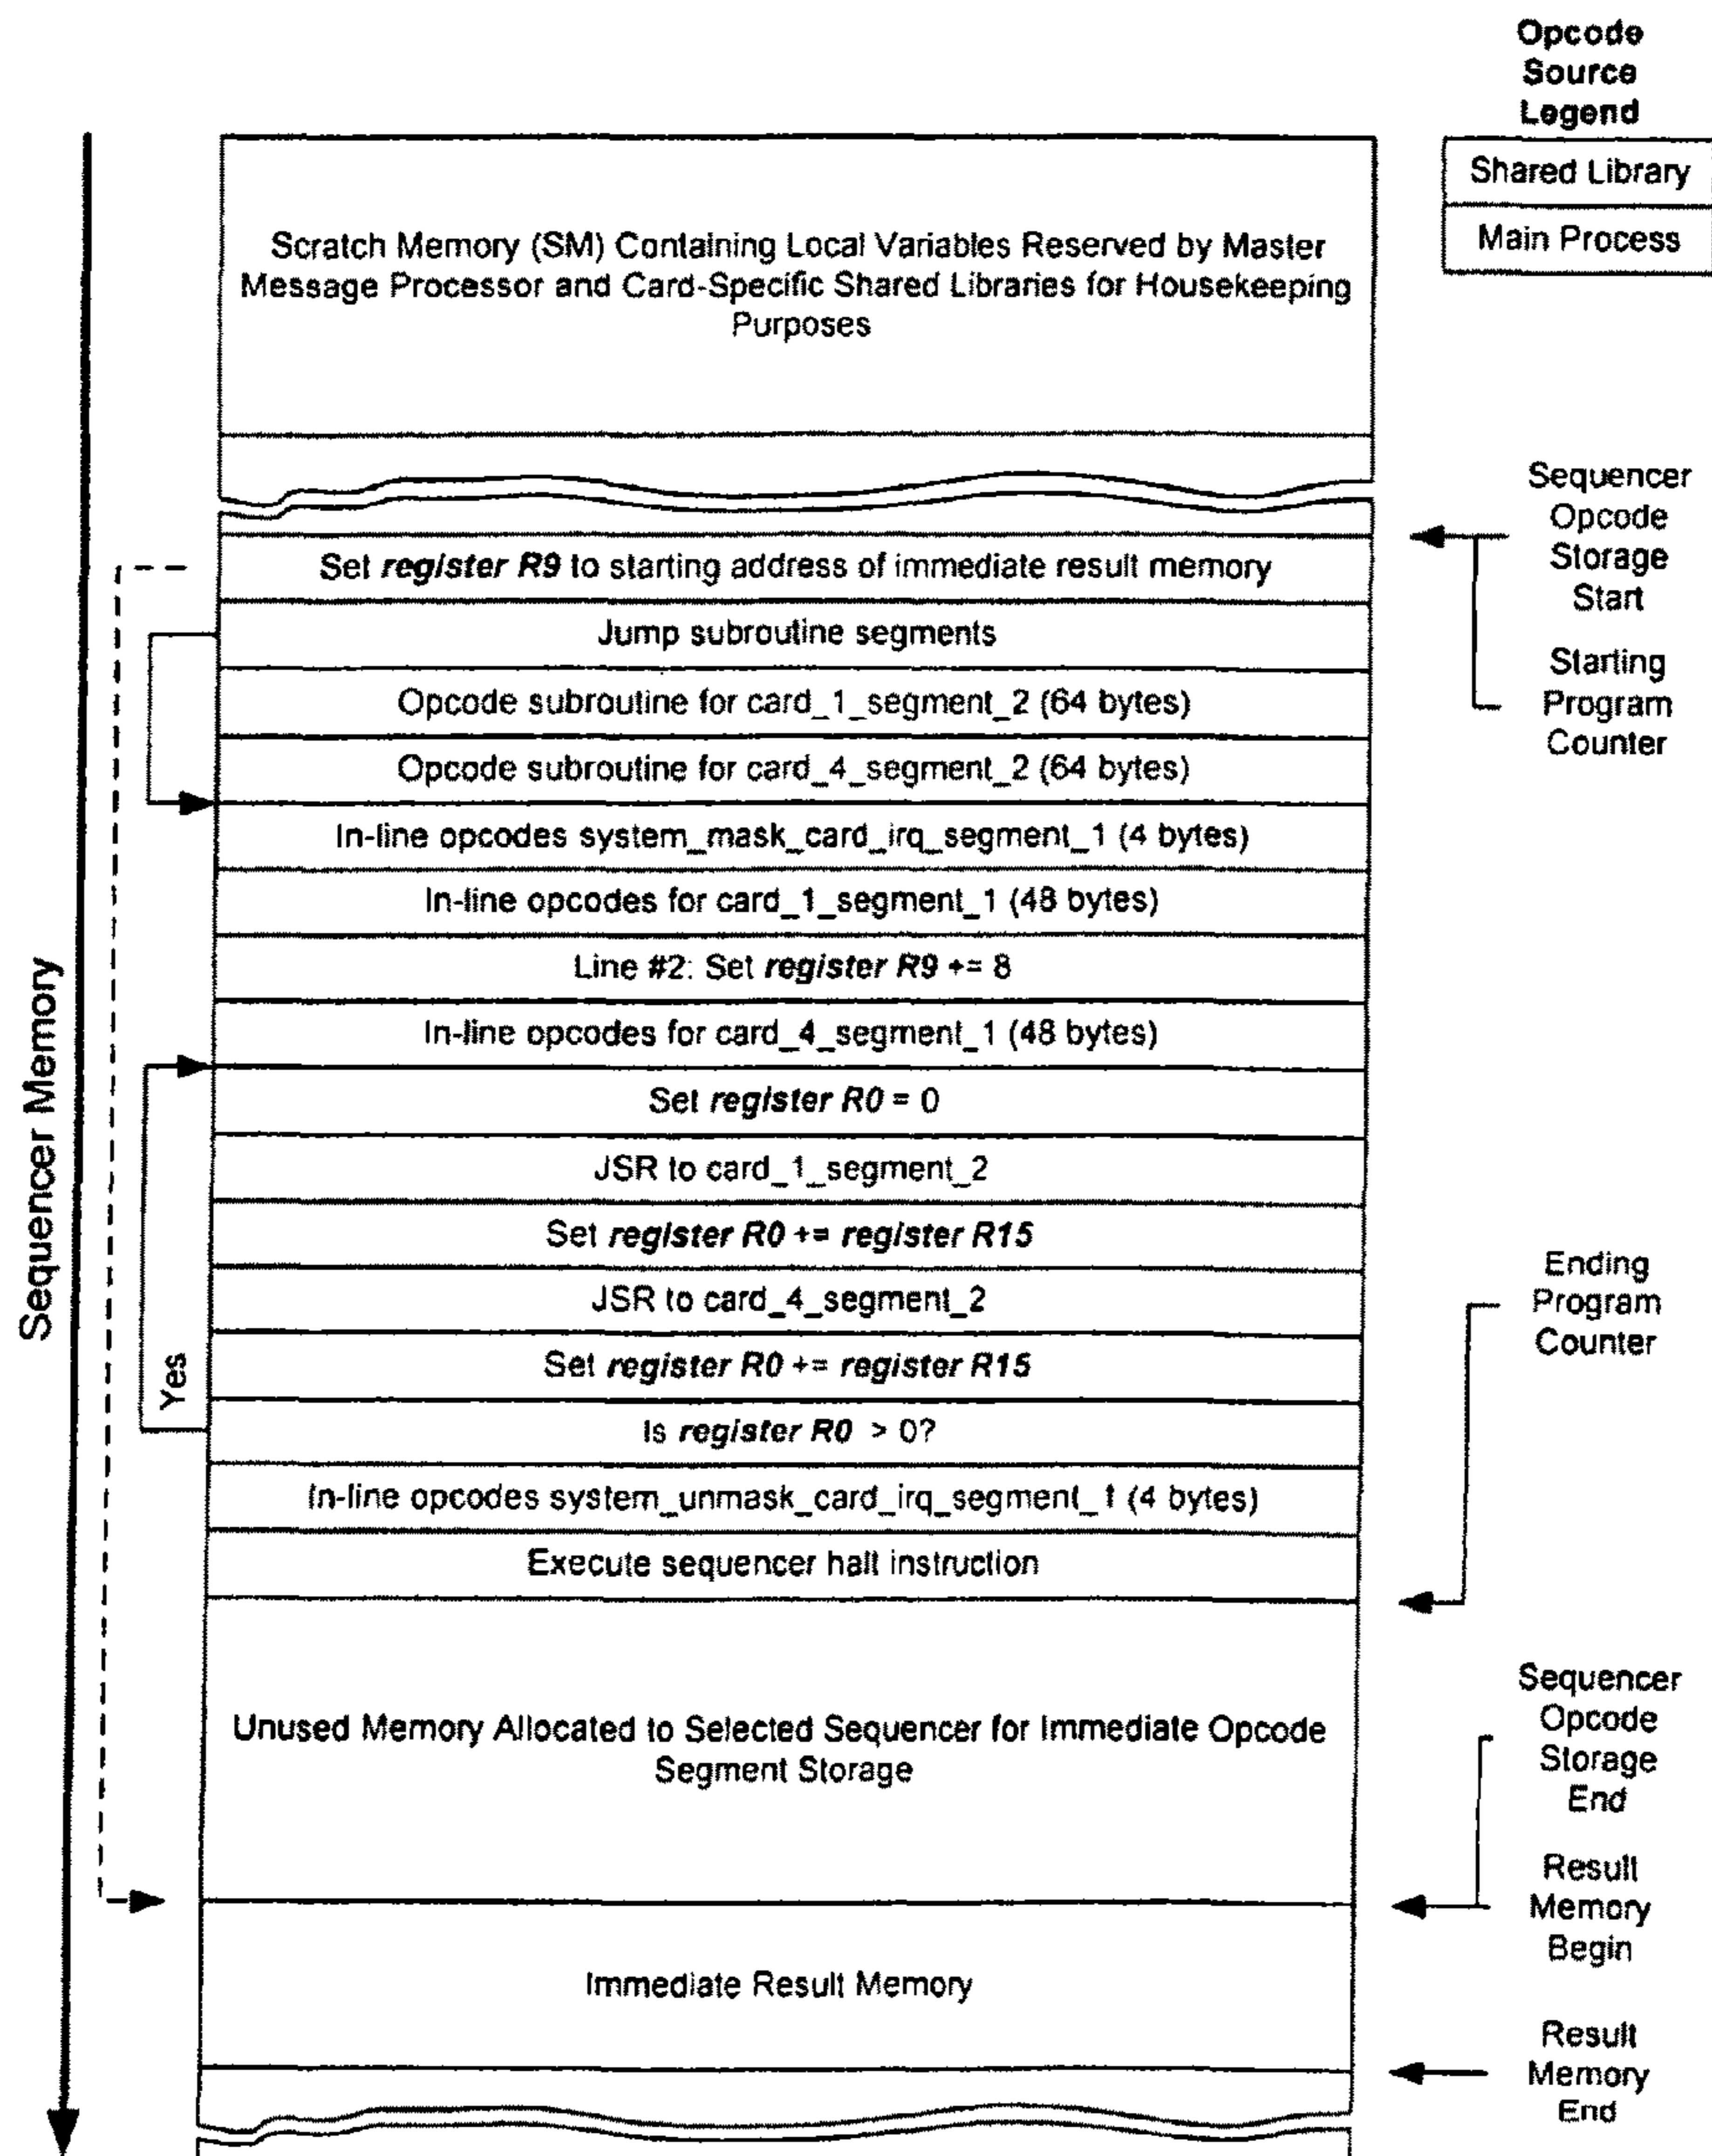 Opcode
Source
Legend
Shared Library
Main Process
Scratch Memory (SM) Containing Local Variables Reserved by Master
Message Processor and Card-Specific Shared Libraries for Housekeeping
Purposes
Sequencer
Opcode
Storage
Start
Starting
Program
Counter
Set register R9 to starting address of immediate result memory
Jump subroutine segments
Opcode subroutine for card_1_segment_2 (64 bytes)
Opcode subroutine for card_4_segment_2 (64 bytes)
In-line opcodes system_mask_card_irq_segment_1 (4 bytes)
In-line opcodes for card_1_segment_1 (48 bytes)
Line #2: Set register R9 += 8
In-line opcodes for card_4_segment_1 (48 bytes)
Set register R0 = 0
JSR to card_1_segment_2
Set register R0 += register R15
JSR to card_4_segment_2
Set register R0 += register R15
Is register R0 > 0?
Yes
In-line opcodes system_unmask_card_irq_segment_1 (4 bytes)
Execute sequencer halt instruction
Sequencer Memory
Ending
Program
Counter
Unused Memory Allocated to Selected Sequencer for Immediate Opcode
Segment Storage
Sequencer
Opcode
Storage
End
Result
Memory
Begin
Immediate Result Memory
Result
Memory
End